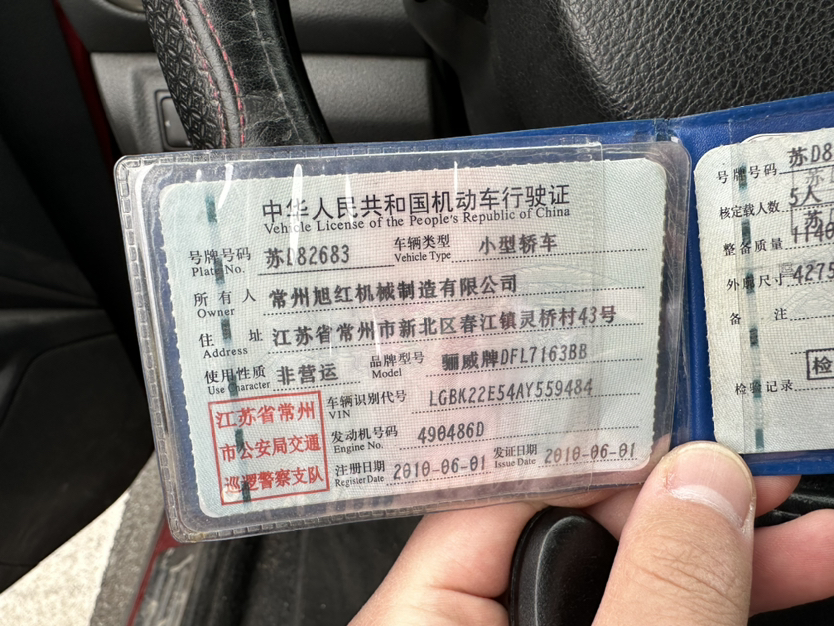 中华人民共和国机动车行驶证
Vehicle License of the People's Republic of China
号牌号码 苏D82683 车辆类型 小型轿车
Plate No. Vehicle Type
所有人 常州旭红机械制造有限公司
Owner
住址 江苏省常州市新北区春江镇灵桥村43号
Address
使用性质 非营运 品牌型号 骊威牌DFL7163BB
Use Character Model
车辆识别代号 LGBK22E54AY559484
VIN
发动机号码 490486D
Engine No.
注册日期 2010-06-01 发证日期 2010-06-01
Register Date Issue Date
江苏省常州
市公安局交通
巡逻警察支队
号牌号码 苏D8
核定载人数 5人
整备质量
外廓尺寸 4275
备注
检
检验记录